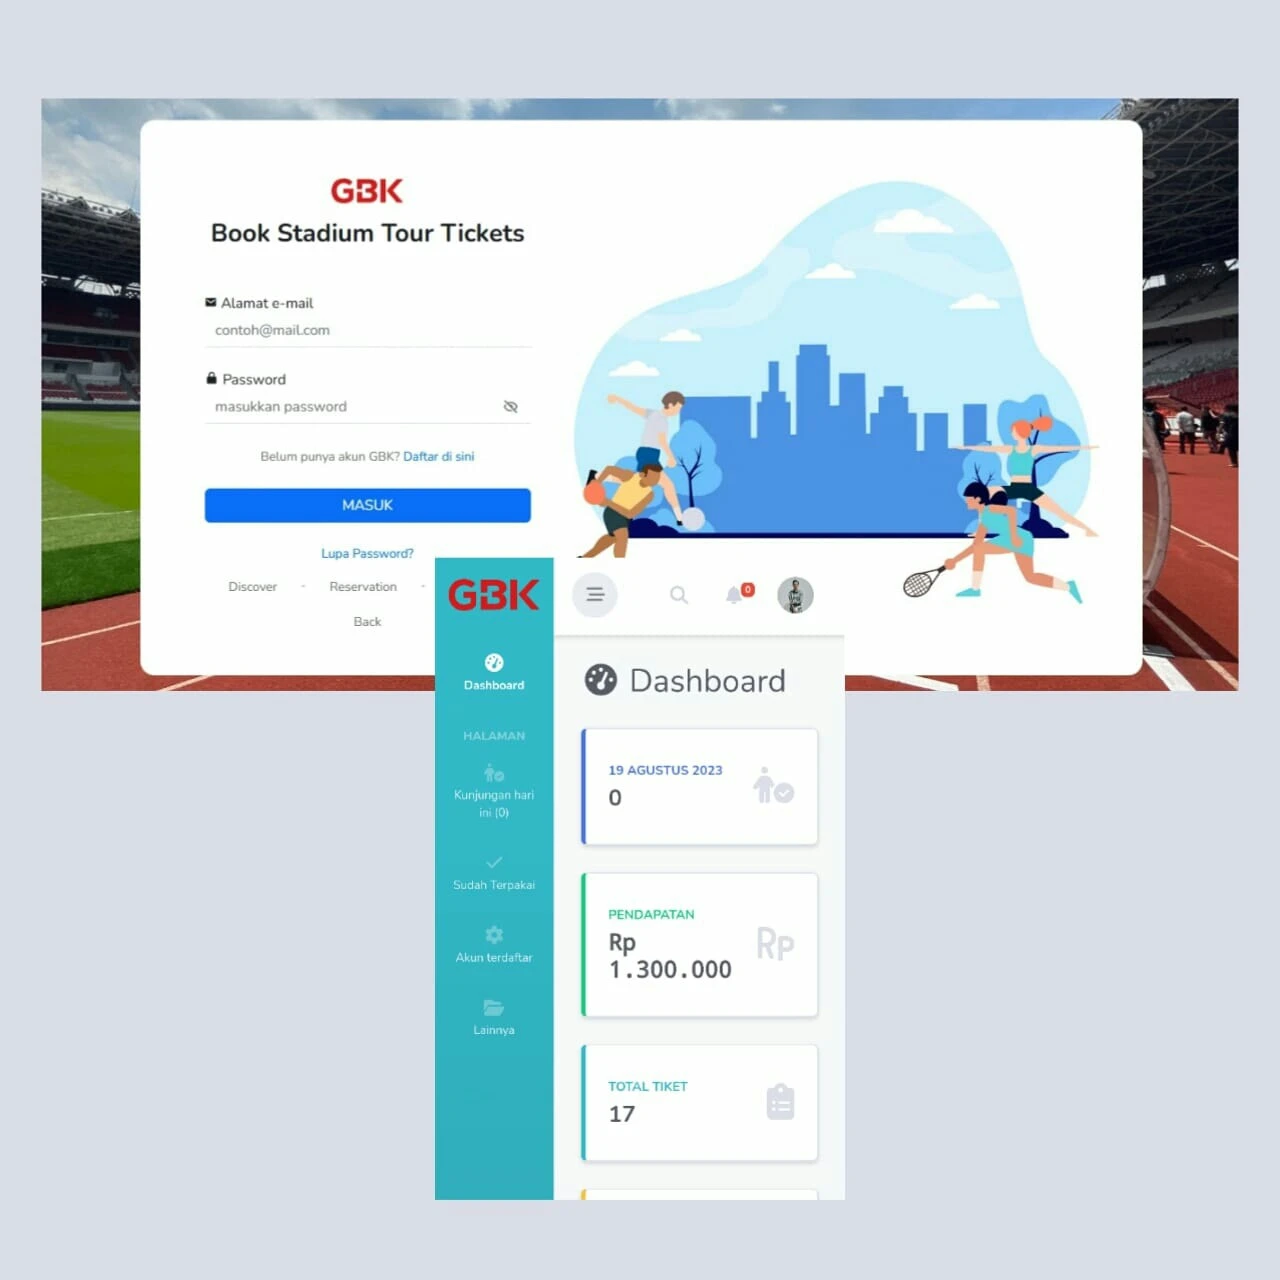 GBK
Book Stadium Tour Tickets
Alamat e-mail
contoh@mail.com
Password
masukkan password
Belum punya akun GBK? Daftar di sini
MASUK
Lupa Password?
Discover - Reservation -
Back
GBK
0
Dashboard
HALAMAN
Kunjungan hari
ini (0)
Sudah Terpakai
Akun terdaftar
Lainnya
Dashboard
19 AGUSTUS 2023
0
PENDAPATAN
Rp
1.300.000
Rp
TOTAL TIKET
17